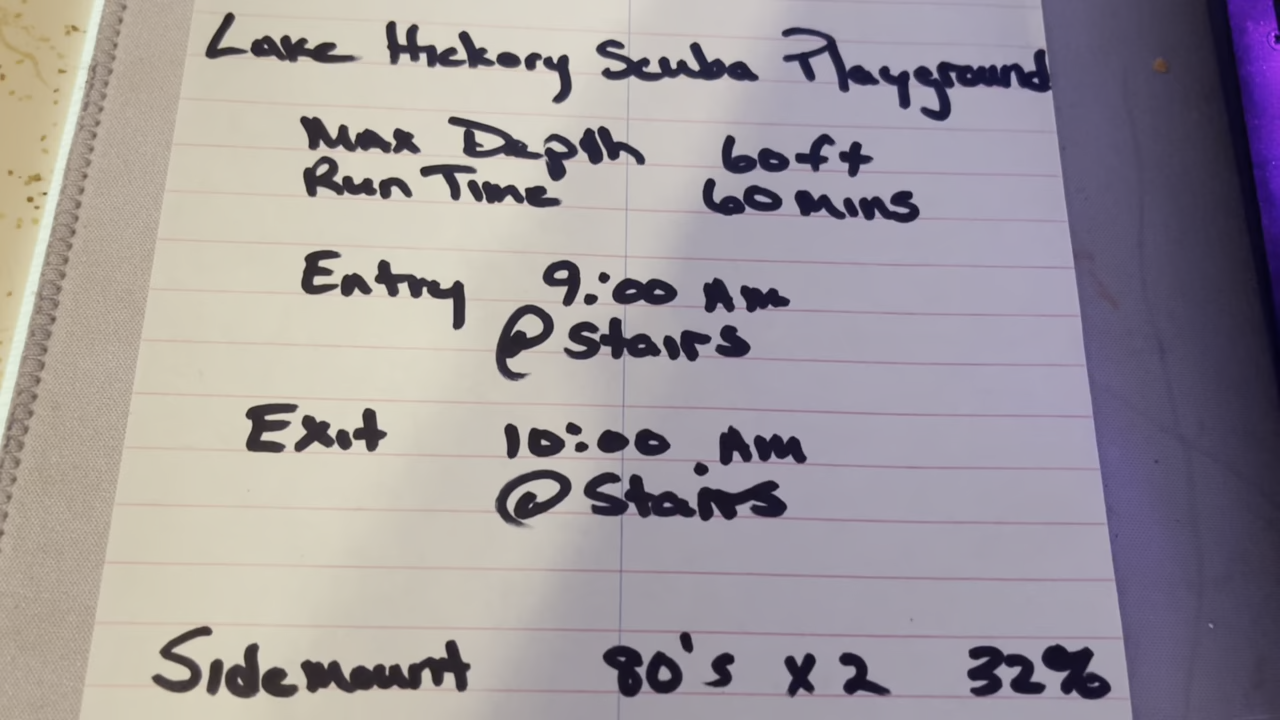 Lake Hickory Scuba Playground
Max Depth 60ft
Run Time 60 mins
Entry 9:00 Am
@ Stairs
Exit 10:00 Am
@ Stairs
Sidemount 80's x 2 32%